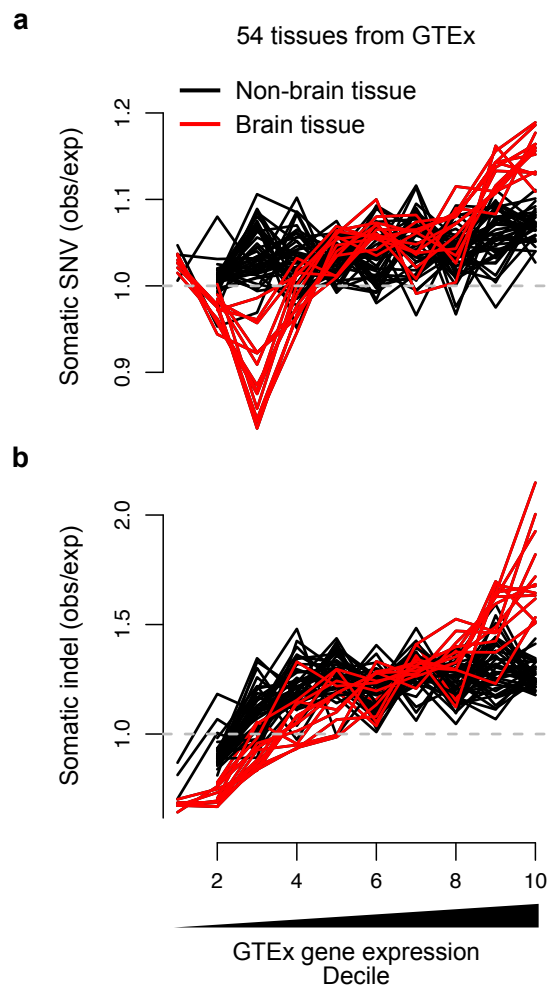 a
54 tissues from GTEx
Non-brain tissue
Brain tissue
Somatic SNV (obs/exp)
1.2
1.1
1.0
0.9
b
Somatic indel (obs/exp)
2.0
1.5
1.0
2 4 6 8 10
GTEx gene expression
Decile